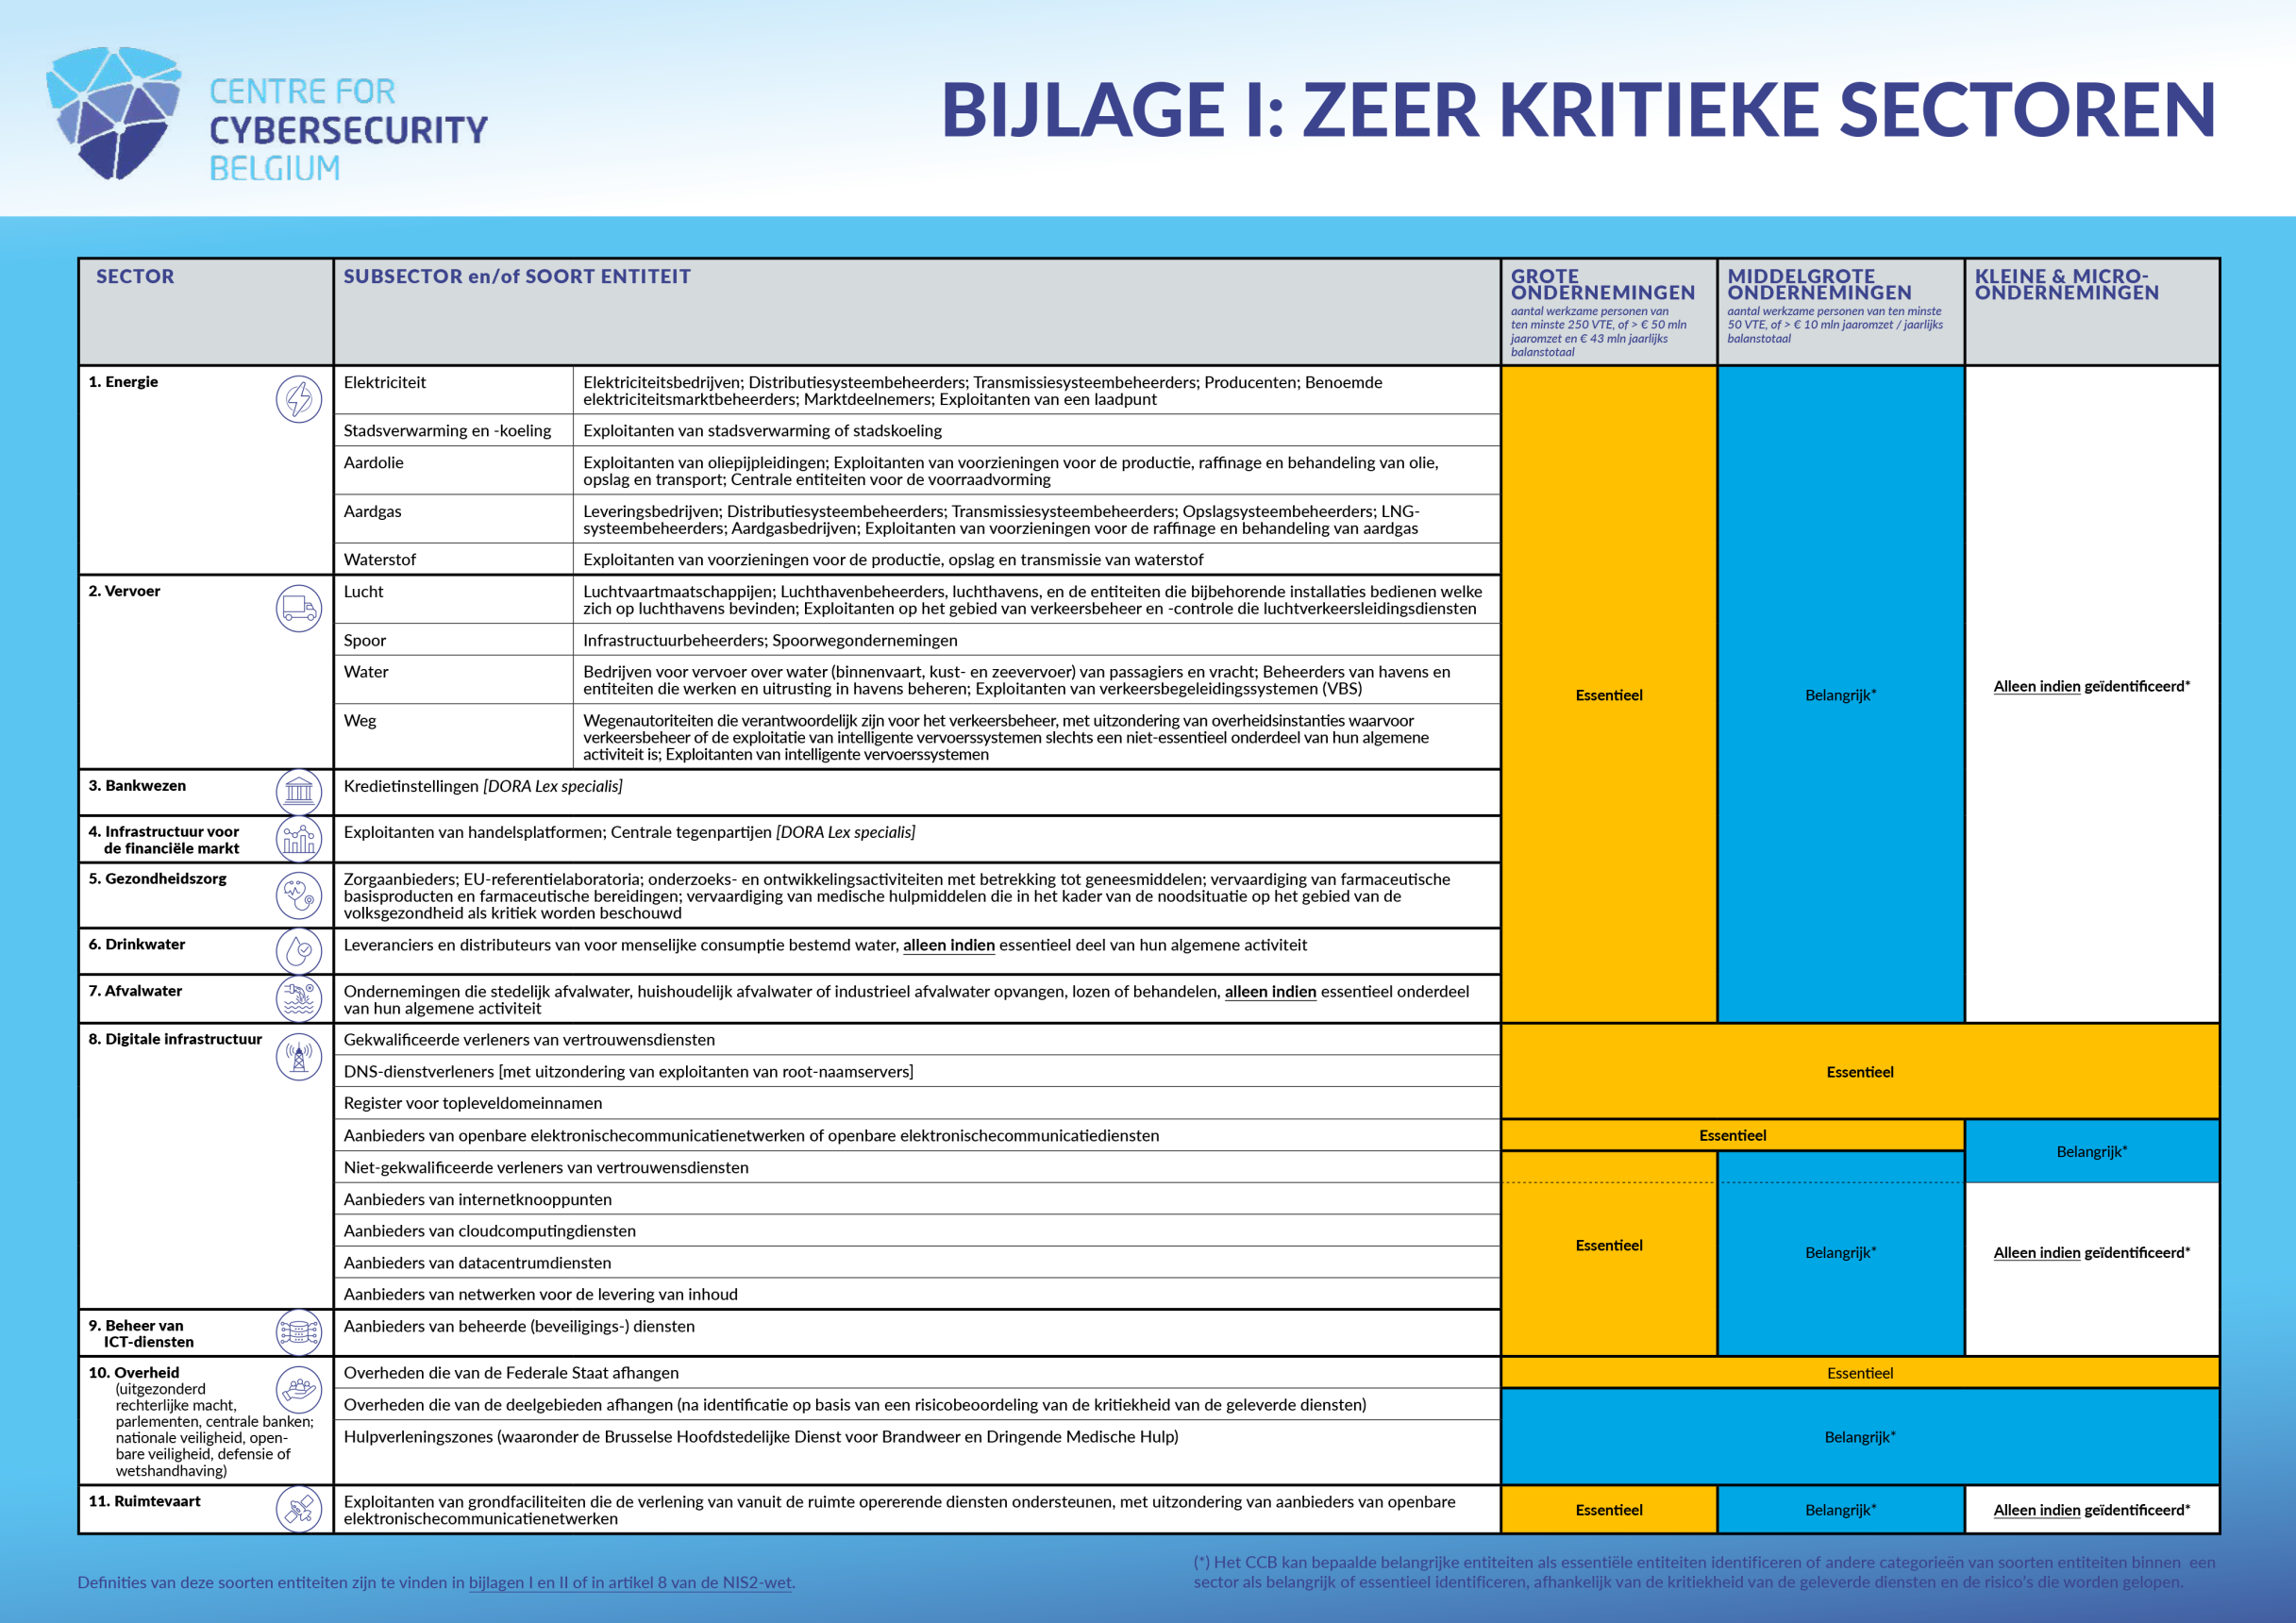 CENTRE FOR
CYBERSECURITY
BELGIUM
BIJLAGE I: ZEER KRITIEKE SECTOREN
SECTOR
SUBSECTOR en/of SOORT ENTITEIT
GROTE
ONDERNEMINGEN
aantal werkzame personen van
ten minste 250 VTE, of > € 50 mln
jaaromzet en € 43 mln jaarlijks
balanstotaal
MIDDELGROTE
ONDERNEMINGEN
aantal werkzame personen van ten minste
50 VTE, of > € 10 mln jaaromzet / jaarlijks
balanstotaal
KLEINE & MICRO-
ONDERNEMINGEN
1. Energie
Elektriciteit
Elektriciteitsbedrijven; Distributiesysteembeheerders; Transmissiesysteembeheerders; Producenten; Benoemde
elektriciteitsmarktbeheerders; Marktdeelnemers; Exploitanten van een laadpunt
Stadsverwarming en -koeling
Exploitanten van stadsverwarming of stadskoeling
Aardolie
Exploitanten van oliepijpleidingen; Exploitanten van voorzieningen voor de productie, raffinage en behandeling van olie,
opslag en transport; Centrale entiteiten voor de voorraadvorming
Aardgas
Leveringsbedrijven; Distributiesysteembeheerders; Transmissiesysteembeheerders; Opslagsysteembeheerders; LNG-
systeembeheerders; Aardgasbedrijven; Exploitanten van voorzieningen voor de raffinage en behandeling van aardgas
Waterstof
Exploitanten van voorzieningen voor de productie, opslag en transmissie van waterstof
2. Vervoer
Lucht
Luchtvaartmaatschappijen; Luchthavenbeheerders, luchthavens, en de entiteiten die bijbehorende installaties bedienen welke
zich op luchthavens bevinden; Exploitanten op het gebied van verkeersbeheer en -controle die luchtverkeersleidingsdiensten
Spoor
Infrastructuurbeheerders; Spoorwegondernemingen
Water
Bedrijven voor vervoer over water (binnenvaart, kust- en zeevervoer) van passagiers en vracht; Beheerders van havens en
entiteiten die werken en uitrusting in havens beheren; Exploitanten van verkeersbegeleidingssystemen (VBS)
Weg
Wegenautoriteiten die verantwoordelijk zijn voor het verkeersbeheer, met uitzondering van overheidsinstanties waarvoor
verkeersbeheer of de exploitatie van intelligente vervoerssystemen slechts een niet-essentieel onderdeel van hun algemene
activiteit is; Exploitanten van intelligente vervoerssystemen
Essentieel
Belangrijk*
Alleen indien geïdentificeerd*
3. Bankwezen
Kredietinstellingen [DORA Lex specialis]
4. Infrastructuur voor
de financiële markt
Exploitanten van handelsplatformen; Centrale tegenpartijen [DORA Lex specialis]
5. Gezondheidszorg
Zorgaanbieders; EU-referentielaboratoria; onderzoeks- en ontwikkelingsactiviteiten met betrekking tot geneesmiddelen; vervaardiging van farmaceutische
basisproducten en farmaceutische bereidingen; vervaardiging van medische hulpmiddelen die in het kader van de noodsituatie op het gebied van de
volksgezondheid als kritiek worden beschouwd
6. Drinkwater
Leveranciers en distributeurs van voor menselijke consumptie bestemd water, alleen indien essentieel deel van hun algemene activiteit
7. Afvalwater
Ondernemingen die stedelijk afvalwater, huishoudelijk afvalwater of industrieel afvalwater opvangen, lozen of behandelen, alleen indien essentieel onderdeel
van hun algemene activiteit
8. Digitale infrastructuur
Gekwalificeerde verleners van vertrouwensdiensten
DNS-dienstverleners [met uitzondering van exploitanten van root-naamservers]
Essentieel
Register voor topleveldomeinnamen
Aanbieders van openbare elektronischecommunicatienetwerken of openbare elektronischecommunicatiediensten
Essentieel
Belangrijk*
Niet-gekwalificeerde verleners van vertrouwensdiensten
Aanbieders van internetknooppunten
Aanbieders van cloudcomputingdiensten
Essentieel
Belangrijk*
Alleen indien geïdentificeerd*
Aanbieders van datacentrumdiensten
Aanbieders van netwerken voor de levering van inhoud
9. Beheer van
ICT-diensten
Aanbieders van beheerde (beveiligings-) diensten
10. Overheid
(uitgezonderd
rechterlijke macht,
parlementen, centrale banken;
nationale veiligheid, open-
bare veiligheid, defensie of
wetshandhaving)
Overheden die van de Federale Staat afhangen
Essentieel
Overheden die van de deelgebieden afhangen (na identificatie op basis van een risicobeoordeling van de kritiekheid van de geleverde diensten)
Hulpverleningszones (waaronder de Brusselse Hoofdstedelijke Dienst voor Brandweer en Dringende Medische Hulp)
Belangrijk*
11. Ruimtevaart
Exploitanten van grondfaciliteiten die de verlening van vanuit de ruimte opererende diensten ondersteunen, met uitzondering van aanbieders van openbare
elektronischecommunicatienetwerken
Essentieel
Belangrijk*
Alleen indien geïdentificeerd*
Definities van deze soorten entiteiten zijn te vinden in bijlagen I en II of in artikel 8 van de NIS2-wet.
(*) Het CCB kan bepaalde belangrijke entiteiten als essentiële entiteiten identificeren of andere categorieën van soorten entiteiten binnen een
sector als belangrijk of essentieel identificeren, afhankelijk van de kritiekheid van de geleverde diensten en de risico's die worden gelopen.